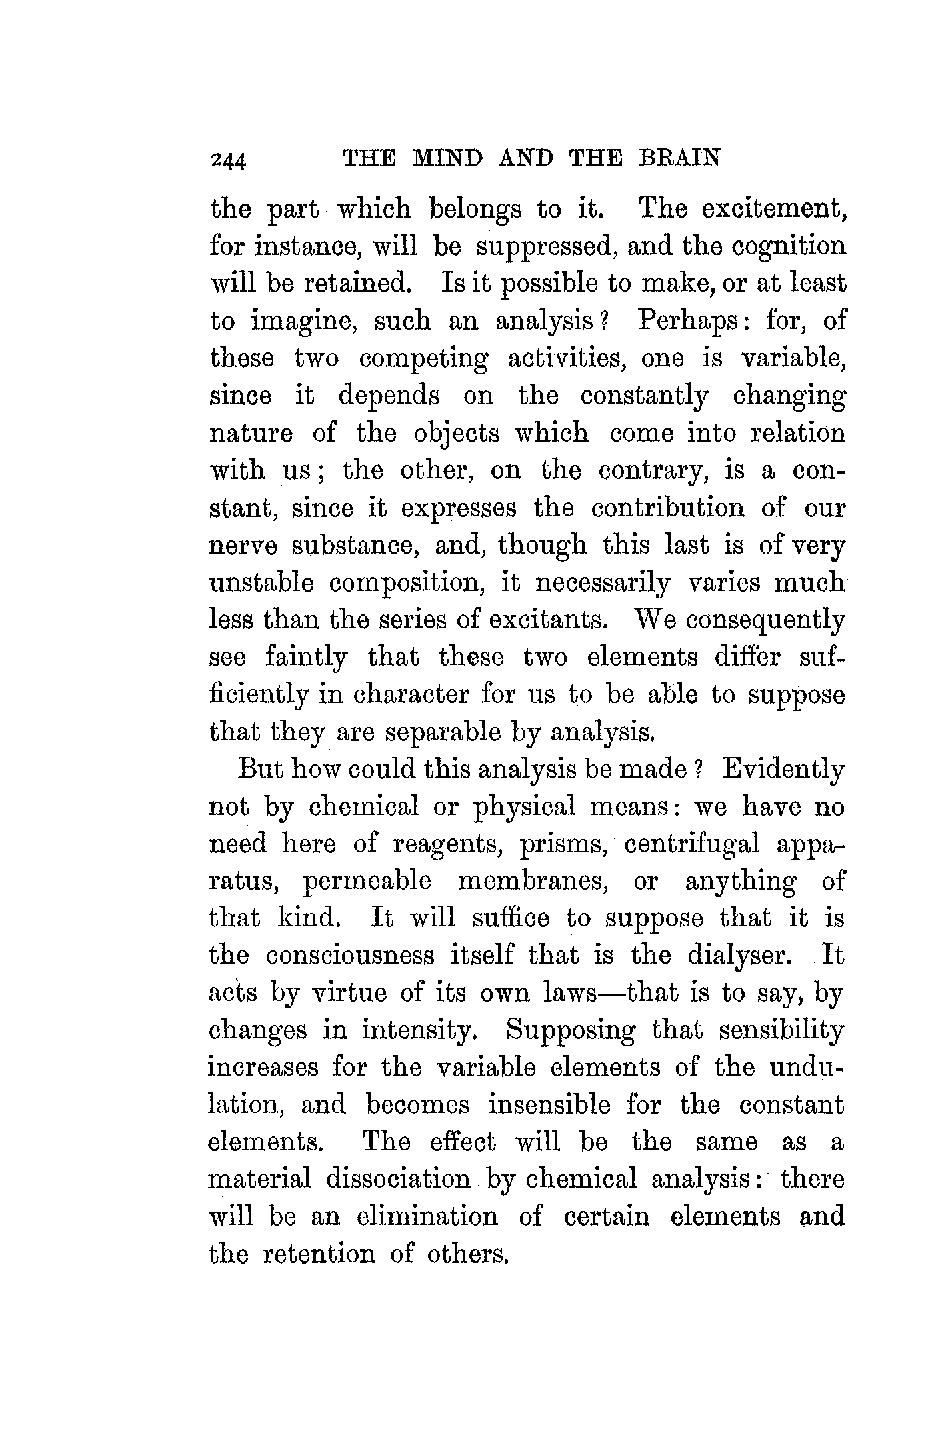 244 THE MIND AND THE BRAIN
the part which belongs to it. The excitement,
for instance, will be suppressed, and the cognition
will be retained. Is it possible to make, or at least
to imagine, such an analysis? Perhaps: for, of
these two competing activities, one is variable,
since it depends on the constantly changing
nature of the objects which come into relation
with us; the other, on the contrary, is a con-
stant, since it expresses the contribution of our
nerve substance, and, though this last is of very
unstable composition, it necessarily varies much
less than the series of excitants. We consequently
see faintly that these two elements differ suf-
ficiently in character for us to be able to suppose
that they are separable by analysis.
But how could this analysis be made? Evidently
not by chemical or physical means: we have no
need here of reagents, prisms, centrifugal appa-
ratus, permeable membranes, or anything of
that kind. It will suffice to suppose that it is
the consciousness itself that is the dialyser. It
acts by virtue of its own laws—that is to say, by
changes in intensity. Supposing that sensibility
increases for the variable elements of the undu-
lation, and becomes insensible for the constant
elements. The effect will be the same as a
material dissociation by chemical analysis: there
will be an elimination of certain elements and
the retention of others.